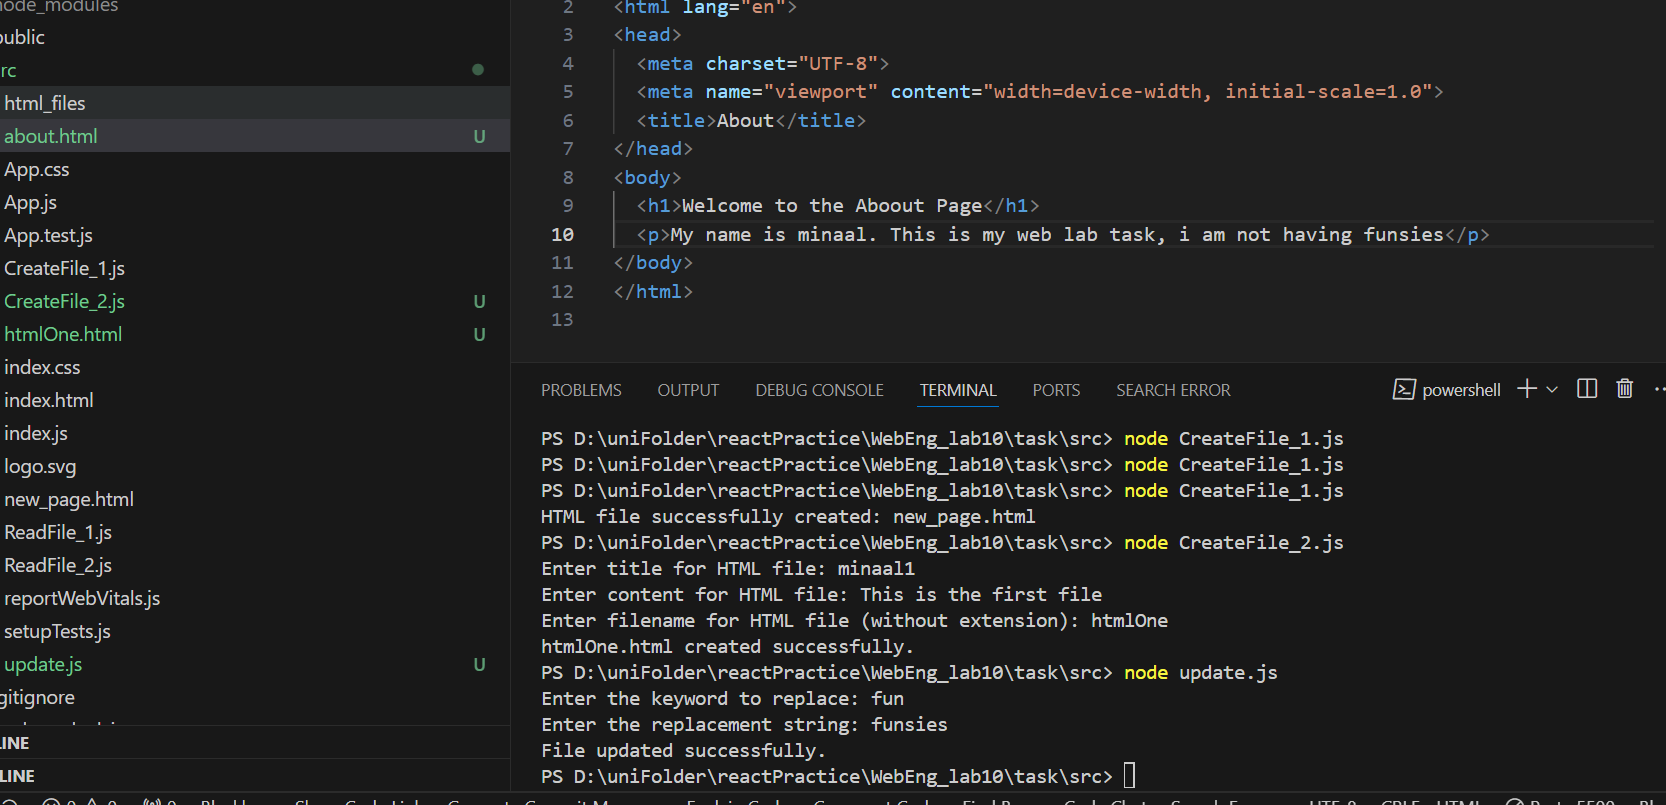 node_modules
public
rc
html_files
about.html U
App.css
App.js
App.test.js
CreateFile_1.js
CreateFile_2.js U
htmlOne.html U
index.css
index.html
index.js
logo.svg
new_page.html
ReadFile_1.js
ReadFile_2.js
reportWebVitals.js
setupTests.js
update.js U
gitignore
LINE
LINE
2 <html lang="en">
3 <head>
4 <meta charset="UTF-8">
5 <meta name="viewport" content="width=device-width, initial-scale=1.0">
6 <title>About</title>
7 </head>
8 <body>
9 <h1>Welcome to the Aboout Page</h1>
10 <p>My name is minaal. This is my web lab task, i am not having funsies</p>
11 </body>
12 </html>
13
PROBLEMS OUTPUT DEBUG CONSOLE TERMINAL PORTS SEARCH ERROR powershell
PS D:\uniFolder\reactPractice\WebEng_lab10\task\src> node CreateFile_1.js
PS D:\uniFolder\reactPractice\WebEng_lab10\task\src> node CreateFile_1.js
PS D:\uniFolder\reactPractice\WebEng_lab10\task\src> node CreateFile_1.js
HTML file successfully created: new_page.html
PS D:\uniFolder\reactPractice\WebEng_lab10\task\src> node CreateFile_2.js
Enter title for HTML file: minaal1
Enter content for HTML file: This is the first file
Enter filename for HTML file (without extension): htmlOne
htmlOne.html created successfully.
PS D:\uniFolder\reactPractice\WebEng_lab10\task\src> node update.js
Enter the keyword to replace: fun
Enter the replacement string: funsies
File updated successfully.
PS D:\uniFolder\reactPractice\WebEng_lab10\task\src>